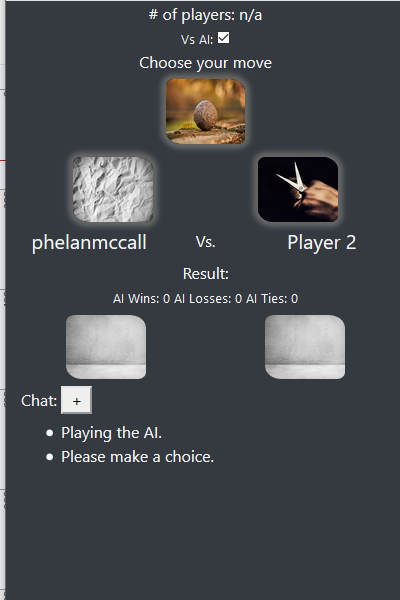 # of players: n/a
Vs AI:
Choose your move
phelanmccall Vs. Player 2
Result:
AI Wins: 0 AI Losses: 0 AI Ties: 0
Chat: +
Playing the AI.
Please make a choice.